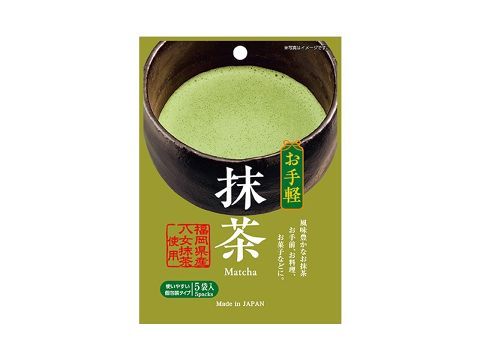 ※写真はイメージです。
お手軽
抹茶
Matcha
風味豊かなお抹茶
お手前、お料理、
お菓子などに。
福岡県産
八女抹茶
使用
使いやすい
個包装タイプ
5袋入
5packs
Made in JAPAN